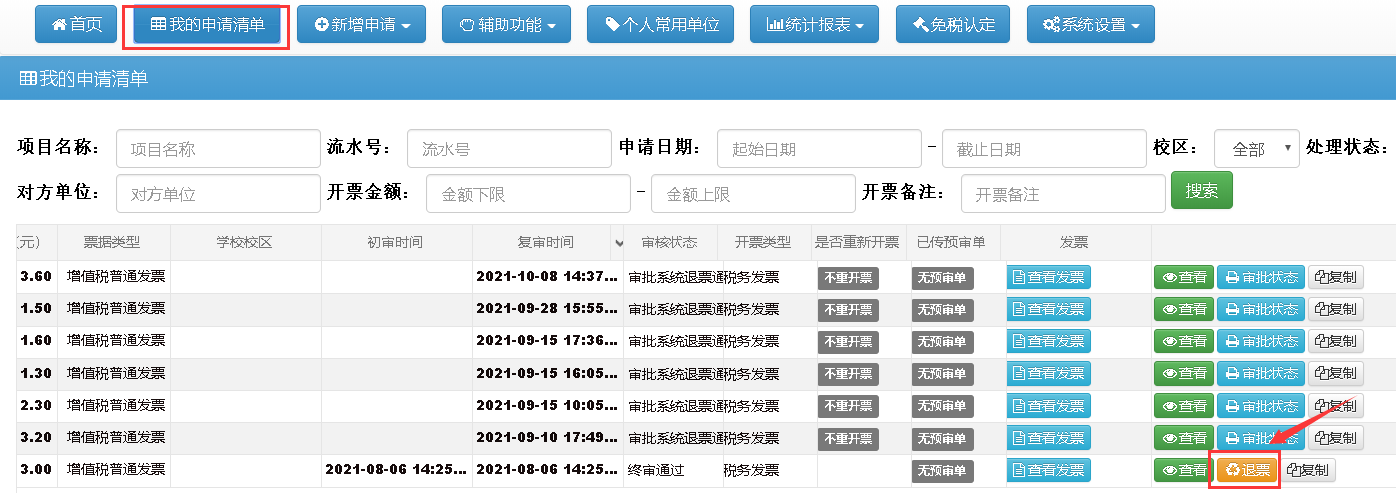 首页 我的申请清单 新增申请 辅助功能 个人常用单位 统计报表 免税认定 系统设置
我的申请清单
项目名称： 项目名称 流水号： 流水号 申请日期： 起始日期 - 截止日期 校区： 全部 处理状态：
对方单位： 对方单位 开票金额： 金额下限 - 金额上限 开票备注： 开票备注 搜索
(元) 票据类型 学校校区 初审时间 复审时间 审核状态 开票类型 是否重新开票 已传预审单 发票
3.60 增值税普通发票 2021-10-08 14:37... 审批系统退票通 税务发票 不重开票 无预审单 查看发票 查看 审批状态 复制
1.50 增值税普通发票 2021-09-28 15:55... 审批系统退票通 税务发票 不重开票 无预审单 查看发票 查看 审批状态 复制
1.60 增值税普通发票 2021-09-15 17:36... 审批系统退票通 税务发票 不重开票 无预审单 查看发票 查看 审批状态 复制
1.30 增值税普通发票 2021-09-15 16:05... 审批系统退票通 税务发票 不重开票 无预审单 查看发票 查看 审批状态 复制
2.30 增值税普通发票 2021-09-15 10:05... 审批系统退票通 税务发票 不重开票 无预审单 查看发票 查看 审批状态 复制
3.20 增值税普通发票 2021-09-10 17:49... 审批系统退票通 税务发票 不重开票 无预审单 查看发票 查看 审批状态 复制
3.00 增值税普通发票 2021-08-06 14:25... 2021-08-06 14:25... 终审通过 税务发票 无预审单 查看发票 查看 退票 复制